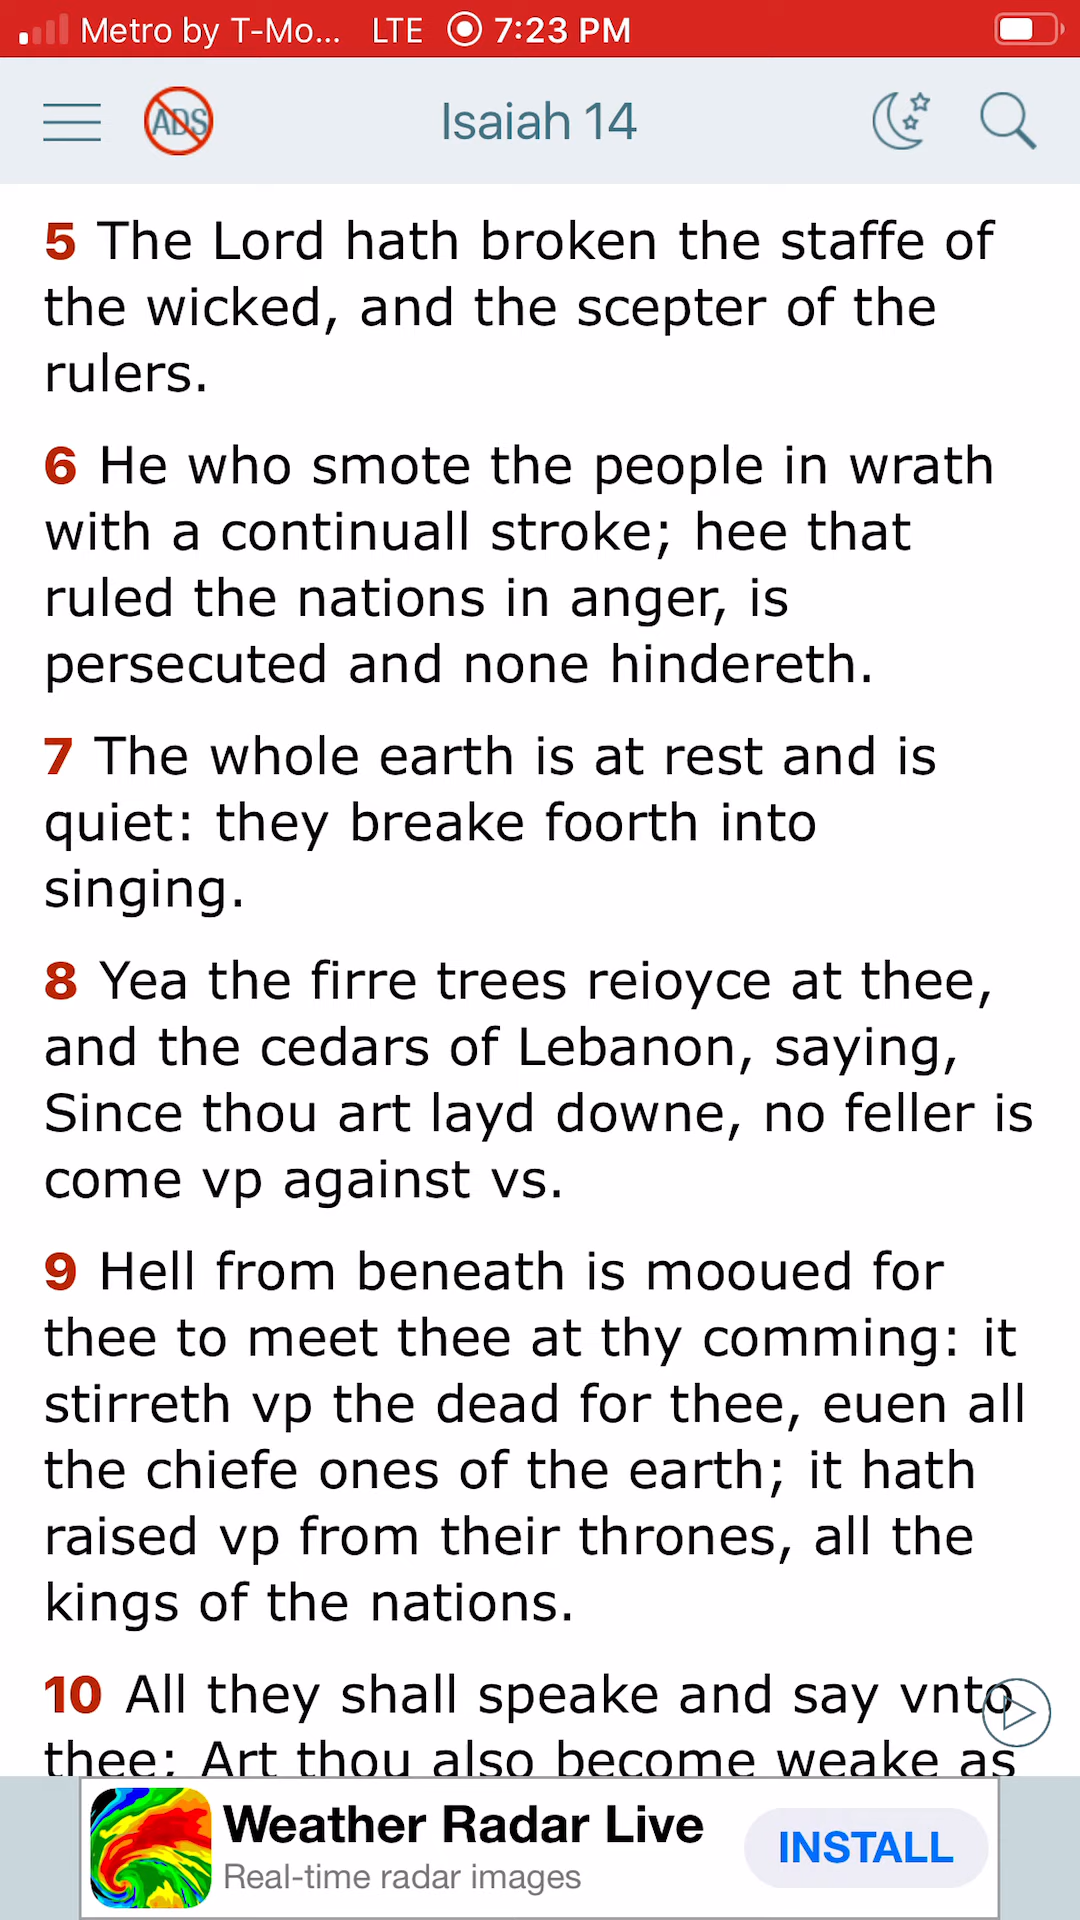 Metro by T-Mo... LTE 7:23 PM
ADS
Isaiah 14
5 The Lord hath broken the staffe of
the wicked, and the scepter of the
rulers.
6 He who smote the people in wrath
with a continuall stroke; hee that
ruled the nations in anger, is
persecuted and none hindereth.
7 The whole earth is at rest and is
quiet: they breake foorth into
singing.
8 Yea the firre trees reioyce at thee,
and the cedars of Lebanon, saying,
Since thou art layd downe, no feller is
come vp against vs.
9 Hell from beneath is mooued for
thee to meet thee at thy comming: it
stirreth vp the dead for thee, euen all
the chiefe ones of the earth; it hath
raised vp from their thrones, all the
kings of the nations.
10 All they shall speake and say vnto
thee; Art thou also become weake as
Weather Radar Live
Real-time radar images
INSTALL